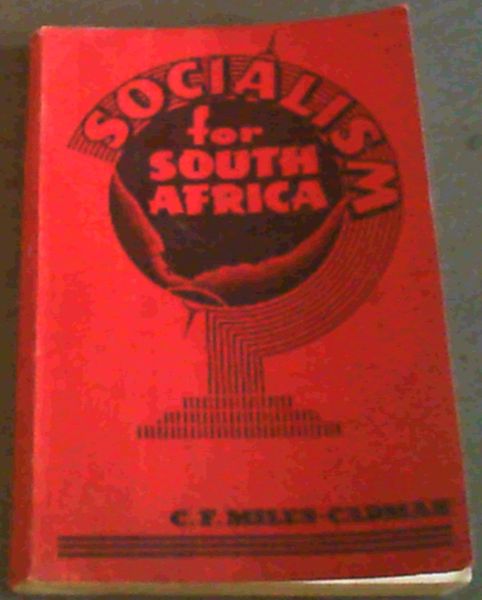 SOCIALISM
for
SOUTH
AFRICA
C. F. MILES-CADMAN